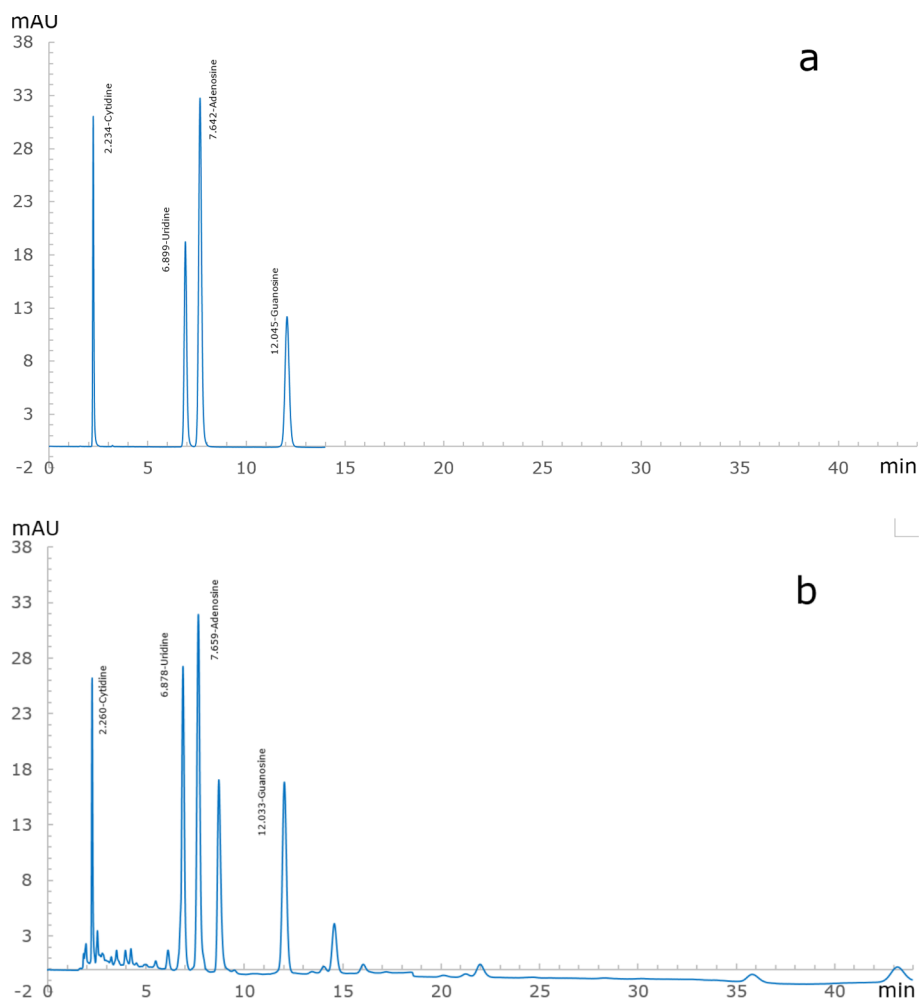 mAU
a
38
33
28
23
18
13
8
3
-2
2.234-Cytidine
6.899-Uridine
7.642-Adenosine
12.045-Guanosine
0 5 10 15 20 25 30 35 40 min
mAU
b
38
33
28
23
18
13
8
3
-2
2.260-Cytidine
6.878-Uridine
7.659-Adenosine
12.033-Guanosine
0 5 10 15 20 25 30 35 40 min